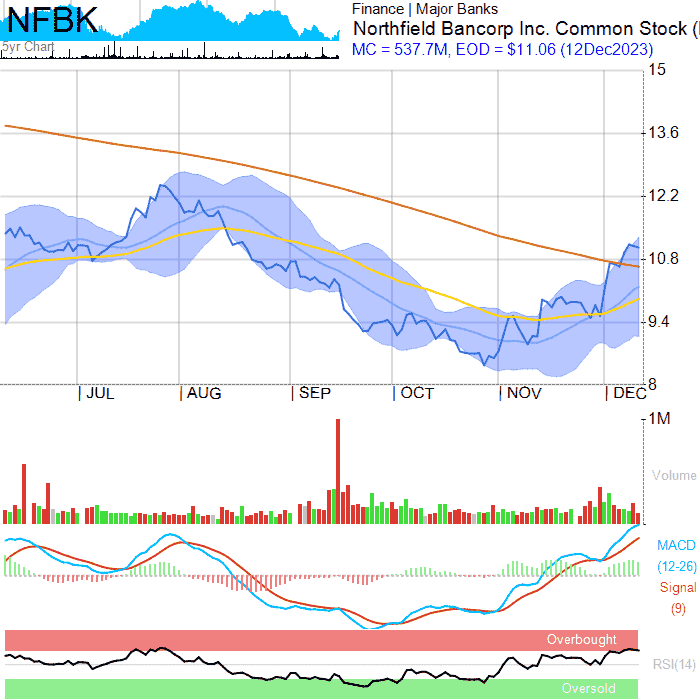 NFBK
5yr Chart
Finance | Major Banks
Northfield Bancorp Inc. Common Stock (
MC = 537.7M, EOD = $11.06 (12Dec2023)
15
13.6
12.2
10.8
9.4
8
| JUL | AUG | SEP | OCT | NOV | DEC
1M
Volume
MACD
(12-26)
Signal
(9)
Overbought
RSI(14)
Oversold